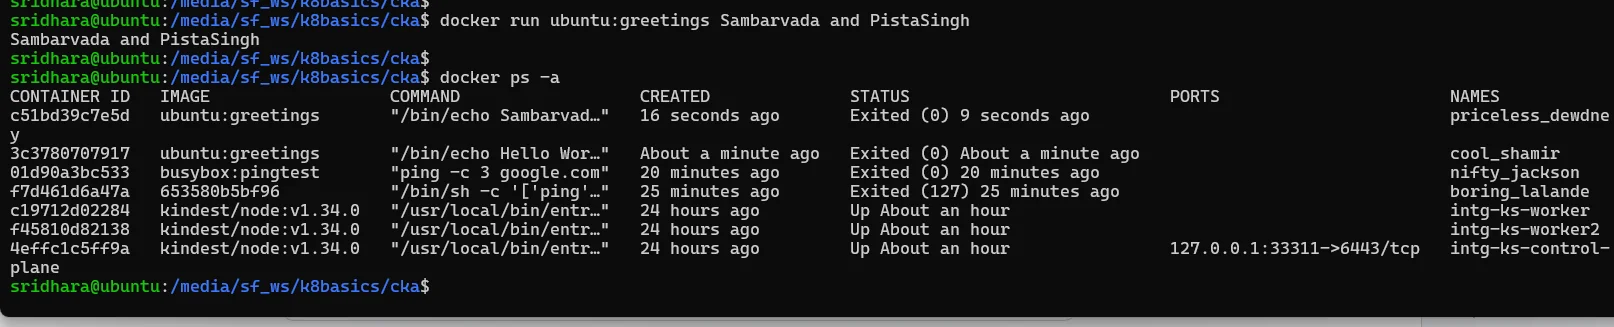 sridhara@ubuntu:/media/sf_ws/k8basics/cka$
sridhara@ubuntu:/media/sf_ws/k8basics/cka$ docker run ubuntu:greetings Sambarvada and PistaSingh
Sambarvada and PistaSingh
sridhara@ubuntu:/media/sf_ws/k8basics/cka$
sridhara@ubuntu:/media/sf_ws/k8basics/cka$ docker ps -a
CONTAINER ID   IMAGE                  COMMAND                  CREATED              STATUS                          PORTS                       NAMES
c51bd39c7e5d   ubuntu:greetings       "/bin/echo Sambarvad…"   16 seconds ago       Exited (0) 9 seconds ago                                    priceless_dewdne
y
3c3780707917   ubuntu:greetings       "/bin/echo Hello Wor…"   About a minute ago   Exited (0) About a minute ago                               cool_shamir
01d90a3bc533   busybox:pingtest       "ping -c 3 google.com"   20 minutes ago       Exited (0) 20 minutes ago                                   nifty_jackson
f7d461d6a47a   653580b5bf96           "/bin/sh -c '['ping'…"   25 minutes ago       Exited (127) 25 minutes ago                                 boring_lalande
c19712d02284   kindest/node:v1.34.0   "/usr/local/bin/entr…"   24 hours ago         Up About an hour                                            intg-ks-worker
f45810d82138   kindest/node:v1.34.0   "/usr/local/bin/entr…"   24 hours ago         Up About an hour                                            intg-ks-worker2
4effc1c5ff9a   kindest/node:v1.34.0   "/usr/local/bin/entr…"   24 hours ago         Up About an hour                127.0.0.1:33311->6443/tcp   intg-ks-control-
plane
sridhara@ubuntu:/media/sf_ws/k8basics/cka$